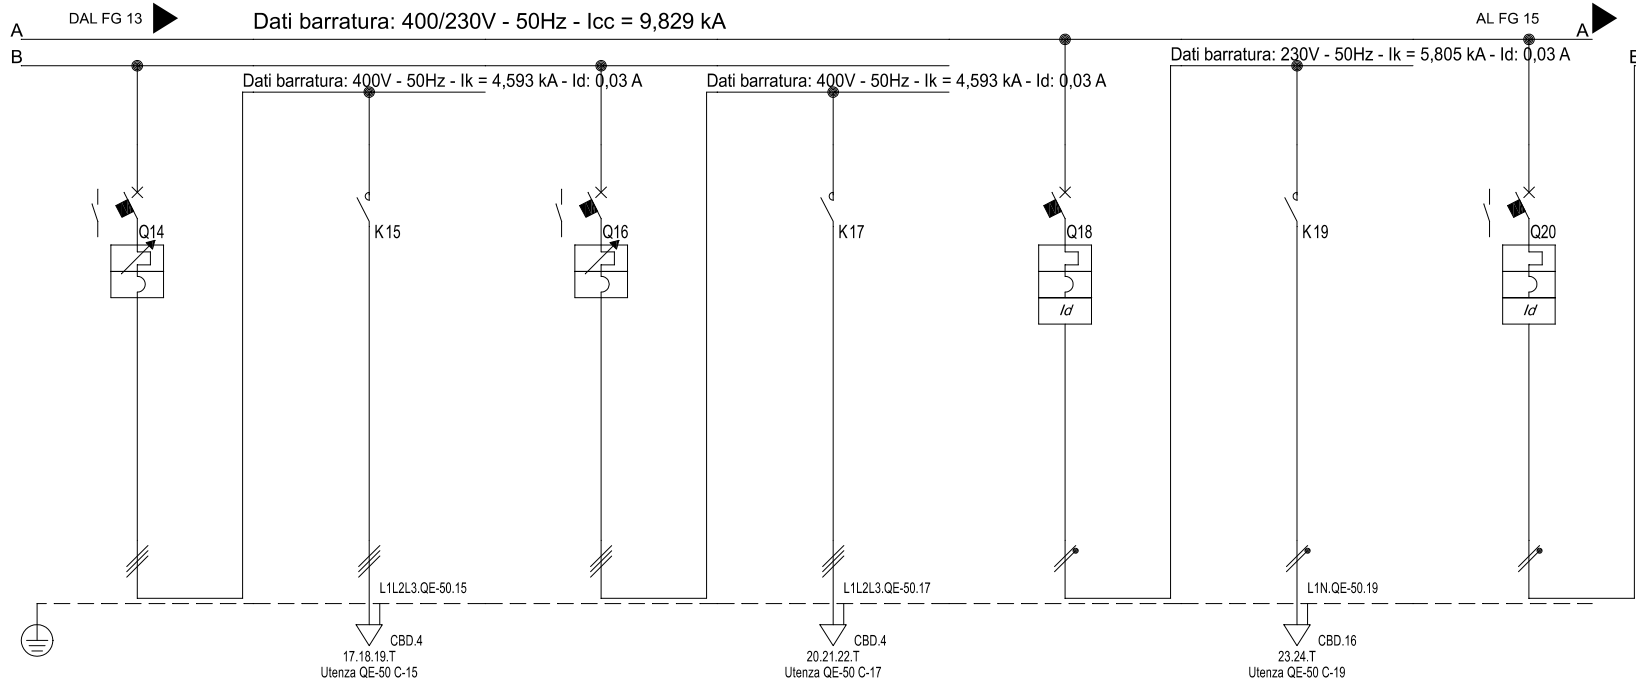 DAL FG 13
Dati barratura: 400/230V - 50Hz - Icc = 9,829 kA
AL FG 15
A
A
B
Dati barratura: 400V - 50Hz - Ik = 4,593 kA - Id: 0,03 A
Dati barratura: 400V - 50Hz - Ik = 4,593 kA - Id: 0,03 A
Dati barratura: 230V - 50Hz - Ik = 5,805 kA - Id: 0,03 A
Q14
K15
Q16
K17
Q18
K19
Q20
Id
Id
L1L2L3.QE-50.15
L1L2L3.QE-50.17
L1N.QE-50.19
CBD.4
CBD.4
CBD.16
17.18.19.T
20.21.22.T
23.24.T
Utenza QE-50 C-15
Utenza QE-50 C-17
Utenza QE-50 C-19